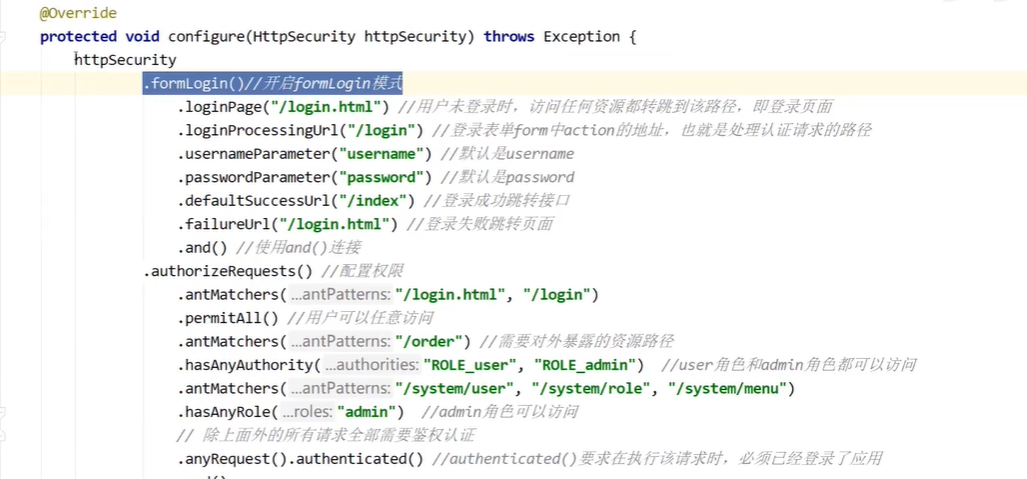 @Override
protected void configure(HttpSecurity httpSecurity) throws Exception {
httpSecurity
.formLogin()//开启formLogin模式
.loginPage("/login.html") //用户未登录时，访问任何资源都转跳到该路径，即登录页面
.loginProcessingUrl("/login") //登录表单form中action的地址，也就是处理认证请求的路径
.usernameParameter("username") //默认是username
.passwordParameter("password") //默认是password
.defaultSuccessUrl("/index") //登录成功跳转接口
.failureUrl("/login.html") //登录失败跳转页面
.and() //使用and()连接
.authorizeRequests() //配置权限
.antMatchers( ...antPatterns: "/login.html", "/login")
.permitAll() //用户可以任意访问
.antMatchers( ...antPatterns: "/order") //需要对外暴露的资源路径
.hasAnyAuthority( ...authorities: "ROLE_user", "ROLE_admin") //user角色和admin角色都可以访问
.antMatchers( ...antPatterns: "/system/user", "/system/role", "/system/menu")
.hasAnyRole( ...roles: "admin") //admin角色可以访问
// 除上面外的所有请求全部需要鉴权认证
.anyRequest().authenticated() //authenticated()要求在执行该请求时，必须已经登录了应用